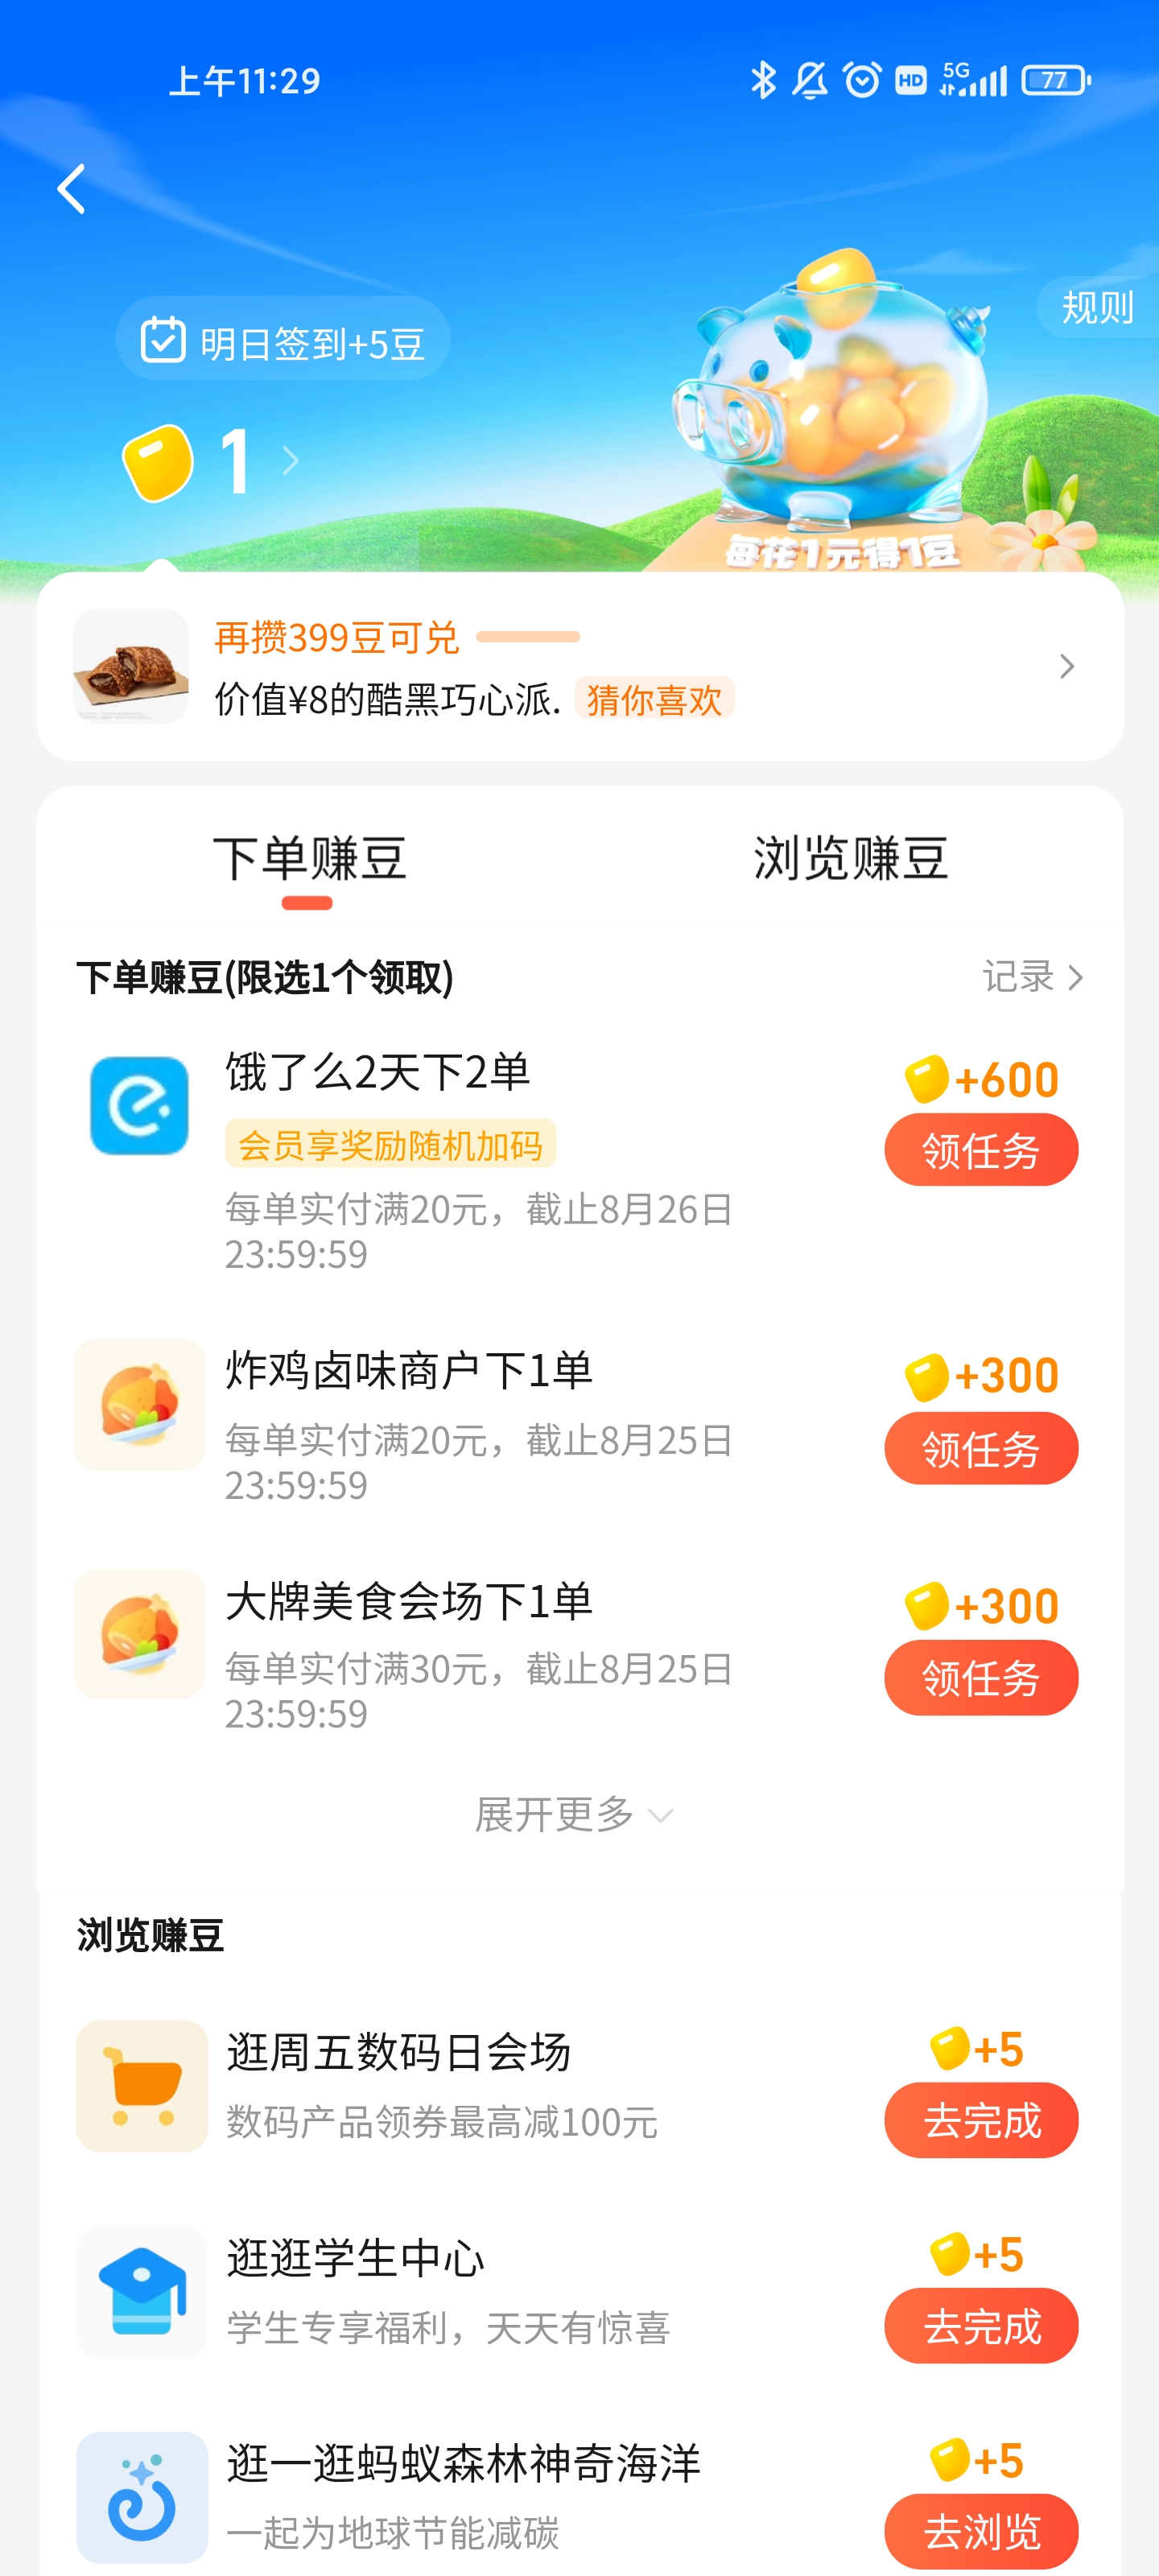 上午11:29
HD
5G
77
规则
明日签到+5豆
1
每花1元得1豆
再攒399豆可兑
价值¥8的酷黑巧心派.
猜你喜欢
下单赚豆
浏览赚豆
下单赚豆(限选1个领取)
记录
饿了么2天下2单
+600
会员享奖励随机加码
领任务
每单实付满20元，截止8月26日
23:59:59
炸鸡卤味商户下1单
+300
每单实付满20元，截止8月25日
领任务
23:59:59
大牌美食会场下1单
+300
每单实付满30元，截止8月25日
领任务
23:59:59
展开更多
浏览赚豆
逛周五数码日会场
+5
数码产品领券最高减100元
去完成
逛逛学生中心
+5
学生专享福利，天天有惊喜
去完成
逛一逛蚂蚁森林神奇海洋
+5
一起为地球节能减碳
去浏览